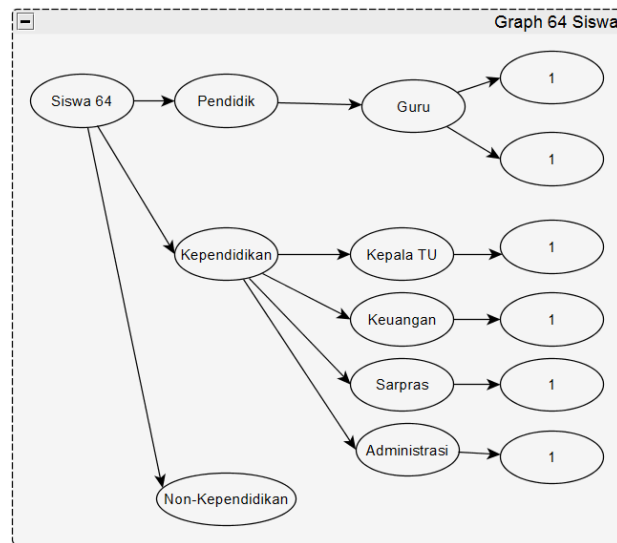 Graph 64 Siswa
Siswa 64
Pendidik
Guru
1
1
Kependidikan
Kepala TU
1
Keuangan
1
Sarpras
1
Administrasi
1
Non-Kependidikan